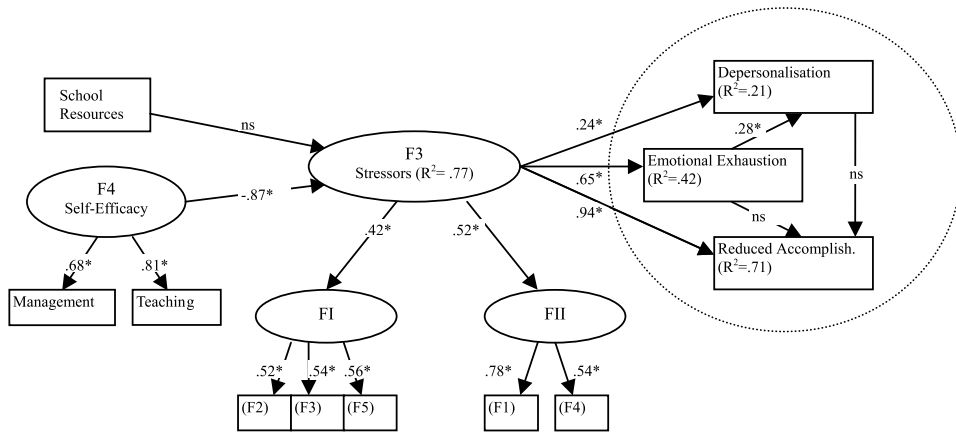 School
Resources
ns
F4
Self-Efficacy
-.87*
.68*
.81*
Management
Teaching
F3
Stressors (R²= .77)
.42*
.52*
FI
FII
.52*
.54*
.56*
(F2)
(F3)
(F5)
.78*
.54*
(F1)
(F4)
.24*
.65*
.94*
Depersonalisation
(R²=.21)
.28*
Emotional Exhaustion
(R²=.42)
ns
ns
Reduced Accomplish.
(R²=.71)